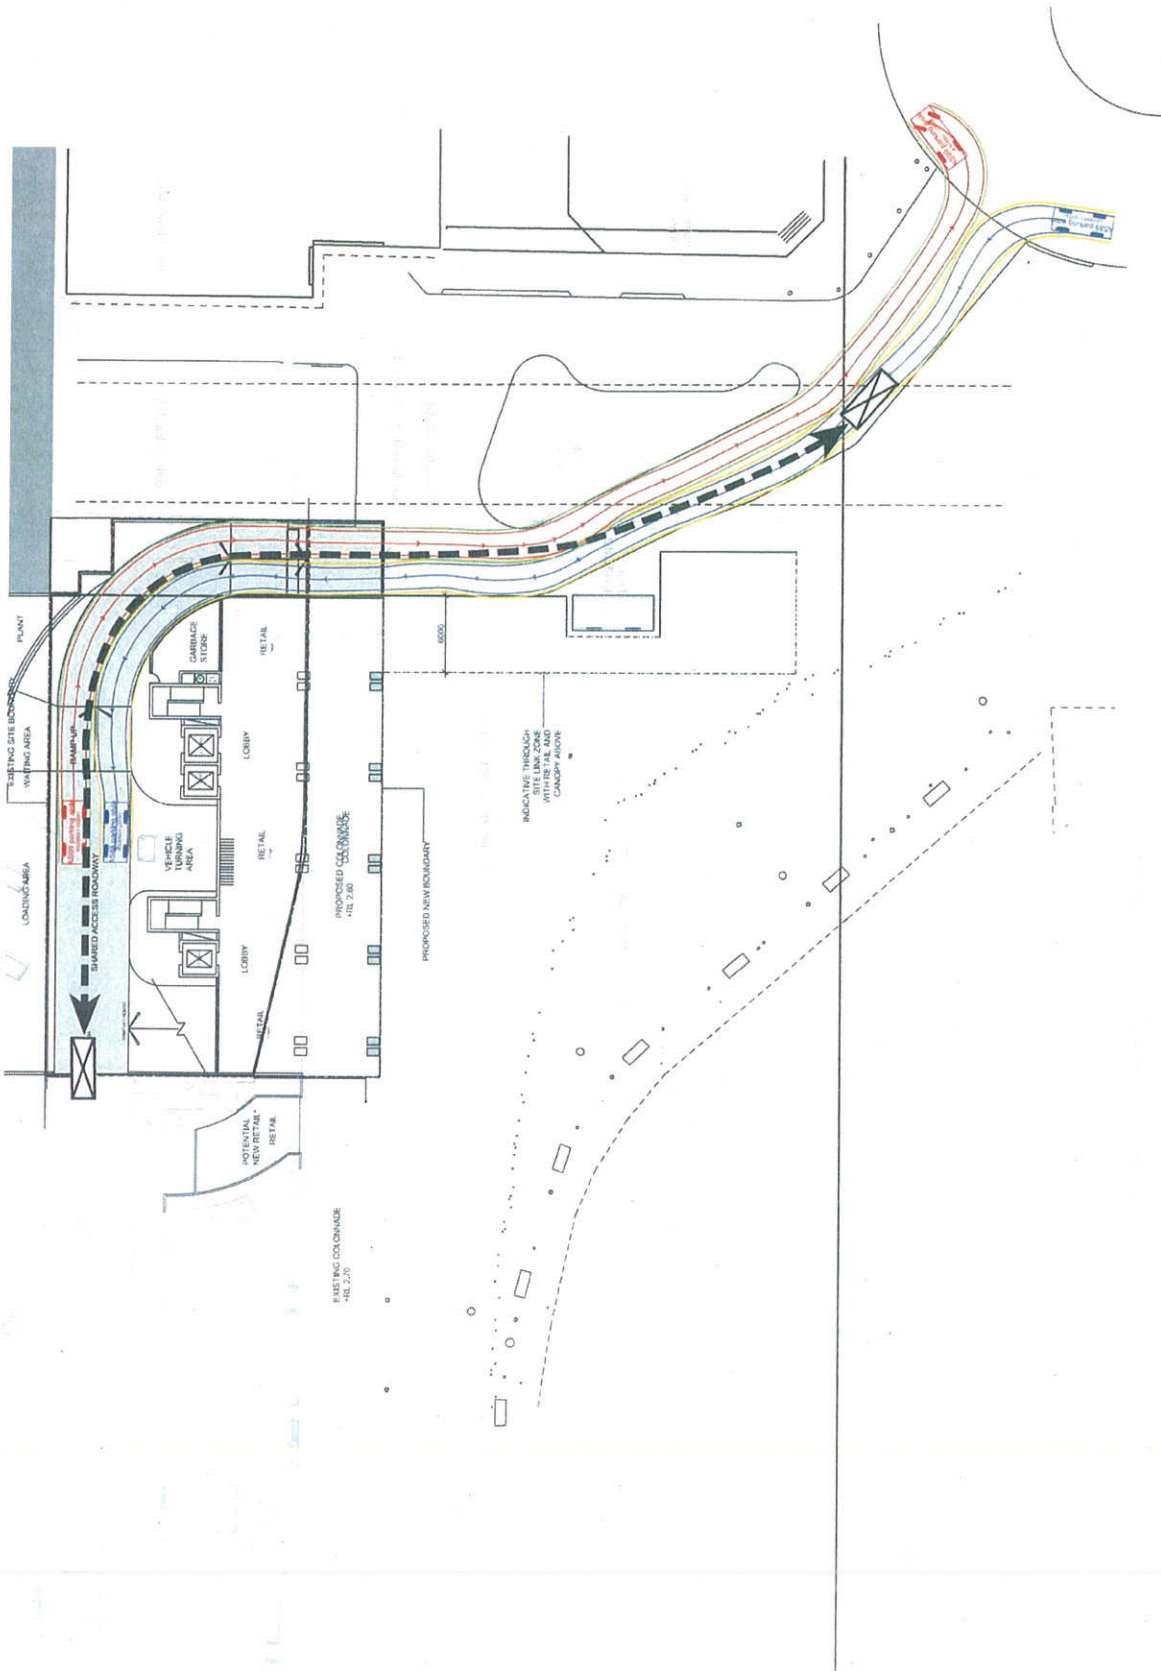 PLANT
EXISTING SITE BOUNDARY
WAITING AREA
LOADING AREA
RAMP UP
SHARED ACCESS ROADWAY
GARBAGE
STORE
VEHICLE
TURNING
AREA
RETAIL
LOBBY
RETAIL
LOBBY
RETAIL
PROPOSED COLONNADE
COLONNADE
+RL 2.60
6000
INDICATIVE THROUGH
SITE LINK ZONE
WITH RETAIL AND
CANOPY ABOVE
PROPOSED NEW BOUNDARY
POTENTIAL
NEW RETAIL
RETAIL
EXISTING COLONNADE
+RL 2.70